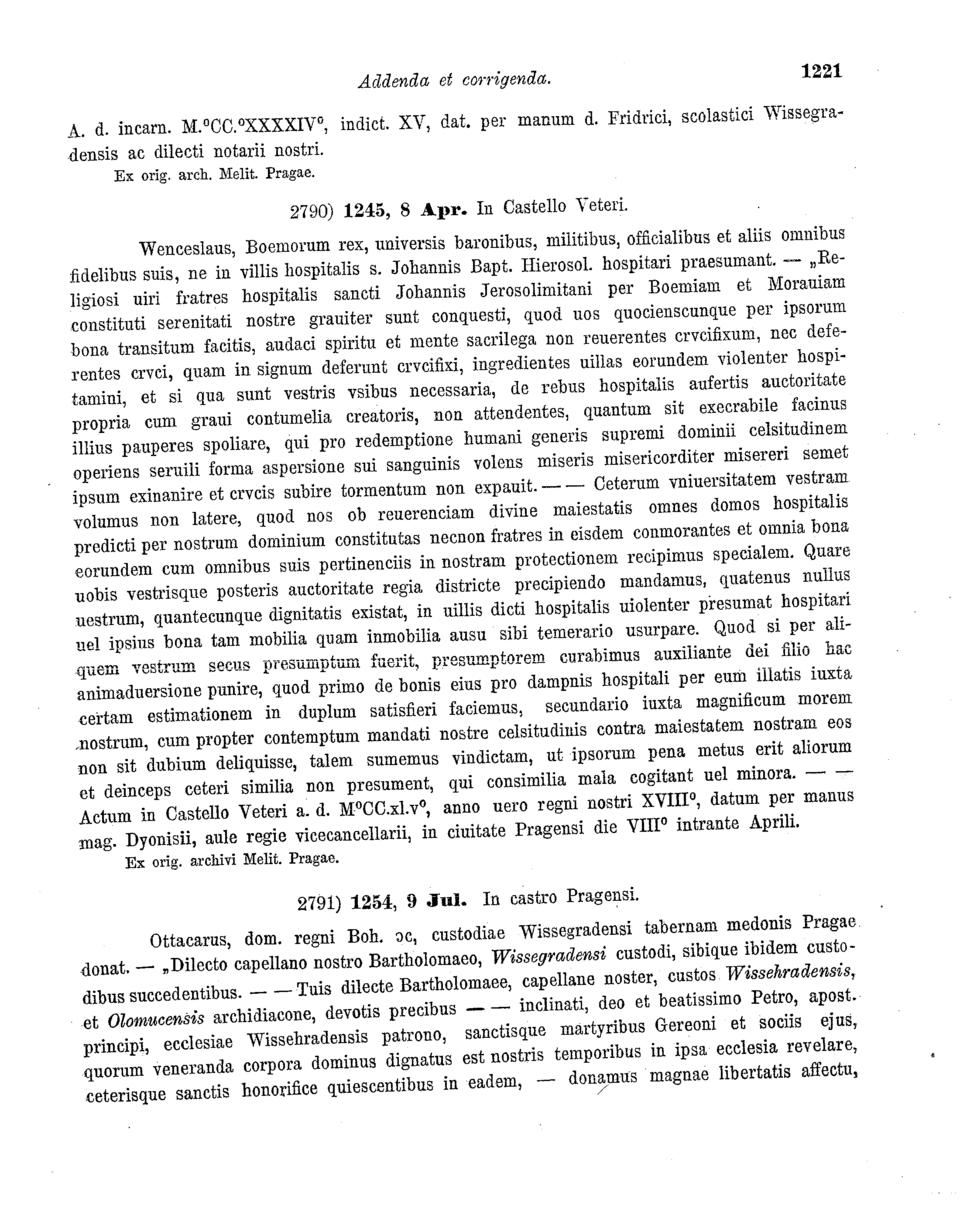 Addenda et corrigenda.
1221
A. d. incarn. M.⁰CC.⁰XXXXIV⁰, indict. XV, dat. per manum d. Fridrici, scolastici Wissegra-
densis ac dilecti notarii nostri.
Ex orig. arch. Melit. Pragae.
2790) 1245, 8 Apr. In Castello Veteri.
Wenceslaus, Boemorum rex, universis baronibus, militibus, officialibus et aliis omnibus
fidelibus suis, ne in villis hospitalis s. Johannis Bapt. Hierosol. hospitari praesumant. — „Re-
ligiosi uiri fratres hospitalis sancti Johannis Jerosolimitani per Boemiam et Morauiam
constituti serenitati nostre grauiter sunt conquesti, quod uos quocienscunque per ipsorum
bona transitum facitis, audaci spiritu et mente sacrilega non reuerentes crvcifixum, nec defe-
rentes crvci, quam in signum deferunt crvcifixi, ingredientes uillas eorundem violenter hospi-
tamini, et si qua sunt vestris vsibus necessaria, de rebus hospitalis aufertis auctoritate
propria cum graui contumelia creatoris, non attendentes, quantum sit execrabile facinus
illius pauperes spoliare, qui pro redemptione humani generis supremi dominii celsitudinem
operiens seruili forma aspersione sui sanguinis volens miseris misericorditer misereri semet
ipsum exinanire et crvcis subire tormentum non expauit. — — Ceterum vniuersitatem vestram
volumus non latere, quod nos ob reuerenciam divine maiestatis omnes domos hospitalis
predicti per nostrum dominium constitutas necnon fratres in eisdem conmorantes et omnia bona
eorundem cum omnibus suis pertinenciis in nostram protectionem recipimus specialem. Quare
uobis vestrisque posteris auctoritate regia districte precipiendo mandamus, quatenus nullus
uestrum, quantecunque dignitatis existat, in uillis dicti hospitalis uiolenter presumat hospitari
uel ipsius bona tam mobilia quam inmobilia ausu sibi temerario usurpare. Quod si per ali-
quem vestrum secus presumptum fuerit, presumptorem curabimus auxiliante dei filio hac
animaduersione punire, quod primo de bonis eius pro dampnis hospitali per eum illatis iuxta
certam estimationem in duplum satisfieri faciemus, secundario iuxta magnificum morem
nostrum, cum propter contemptum mandati nostre celsitudinis contra maiestatem nostram eos
non sit dubium deliquisse, talem sumemus vindictam, ut ipsorum pena metus erit aliorum
et deinceps ceteri similia non presument, qui consimilia mala cogitant uel minora. — —
Actum in Castello Veteri a. d. M⁰CC.xl.v⁰, anno uero regni nostri XVIII⁰, datum per manus
mag. Dyonisii, aule regie vicecancellarii, in ciuitate Pragensi die VIII⁰ intrante Aprili.
Ex orig. archivi Melit. Pragae.
2791) 1254, 9 Jul. In castro Pragensi.
Ottacarus, dom. regni Boh. ɔc, custodiae Wissegradensi tabernam medonis Pragae
donat. — „Dilecto capellano nostro Bartholomaeo, Wissegradensi custodi, sibique ibidem custo-
dibus succedentibus. — — Tuis dilecte Bartholomaee, capellane noster, custos Wissehradensis,
et Olomucensis archidiacone, devotis precibus — — inclinati, deo et beatissimo Petro, apost.
principi, ecclesiae Wissehradensis patrono, sanctisque martyribus Gereoni et sociis ejus,
quorum veneranda corpora dominus dignatus est nostris temporibus in ipsa ecclesia revelare,
ceterisque sanctis honorifice quiescentibus in eadem, — donamus magnae libertatis affectu,